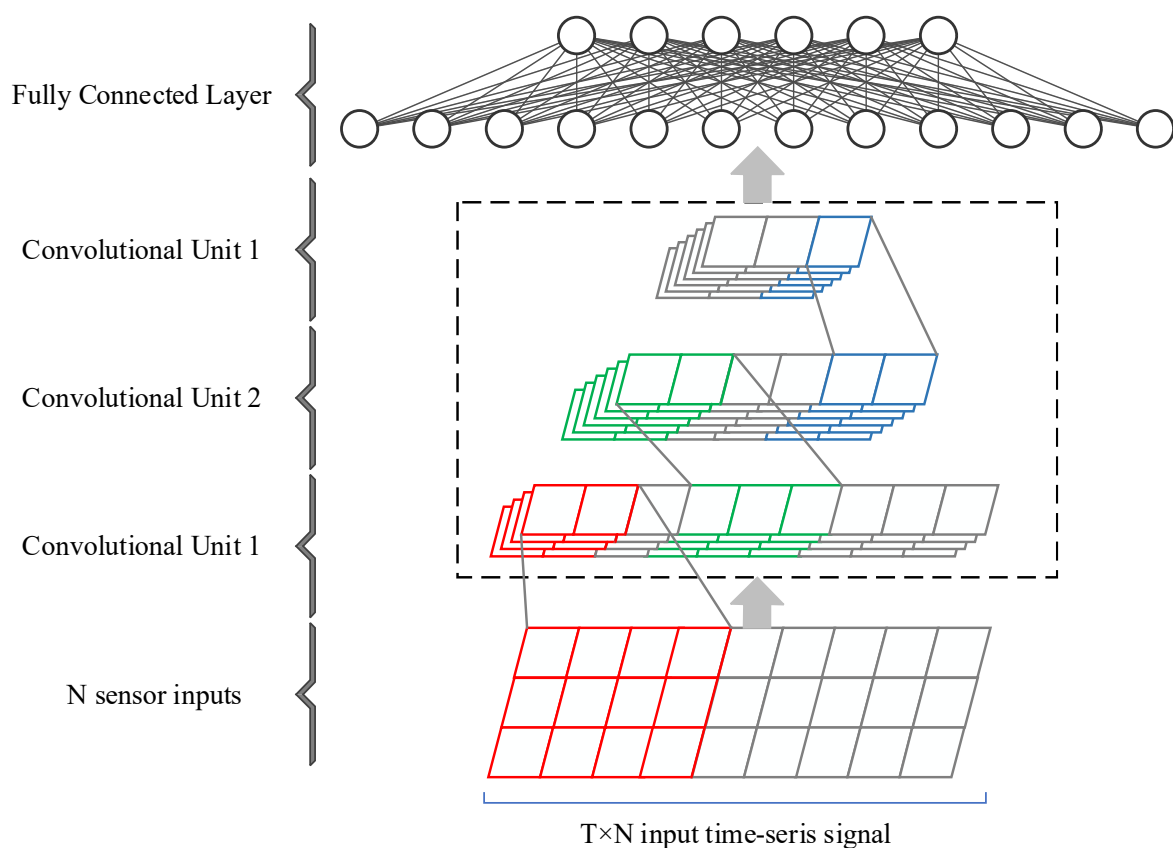 Fully Connected Layer
Convolutional Unit 1
Convolutional Unit 2
Convolutional Unit 1
N sensor inputs
T×N input time-seris signal